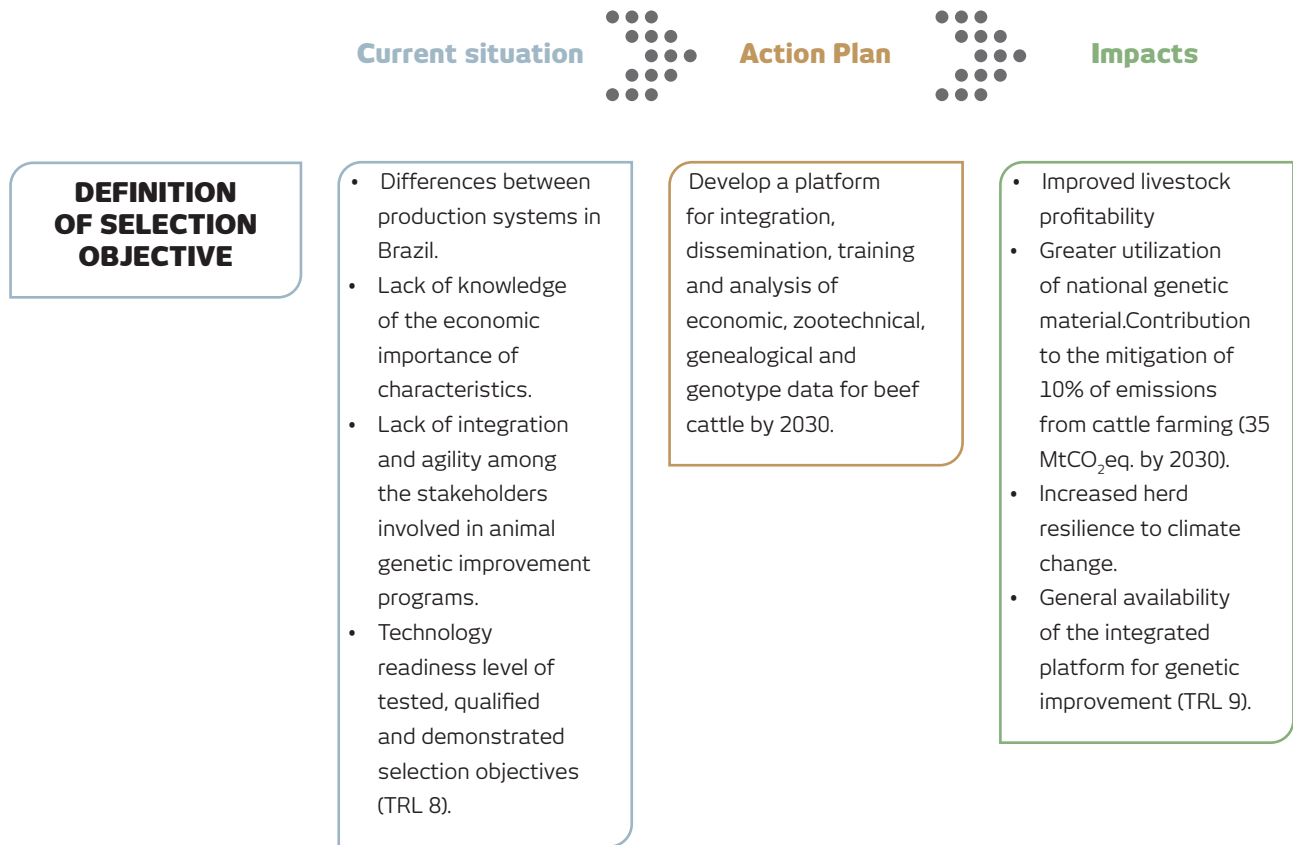 Current situation
Action Plan
Impacts
DEFINITION
OF SELECTION
OBJECTIVE
• Differences between
production systems in
Brazil.
• Lack of knowledge
of the economic
importance of
characteristics.
• Lack of integration
and agility among
the stakeholders
involved in animal
genetic improvement
programs.
• Technology
readiness level of
tested, qualified
and demonstrated
selection objectives
(TRL 8).
Develop a platform
for integration,
dissemination, training
and analysis of
economic, zootechnical,
genealogical and
genotype data for beef
cattle by 2030.
• Improved livestock
profitability
• Greater utilization
of national genetic
material.Contribution
to the mitigation of
10% of emissions
from cattle farming (35
MtCO₂eq. by 2030).
• Increased herd
resilience to climate
change.
• General availability
of the integrated
platform for genetic
improvement (TRL 9).